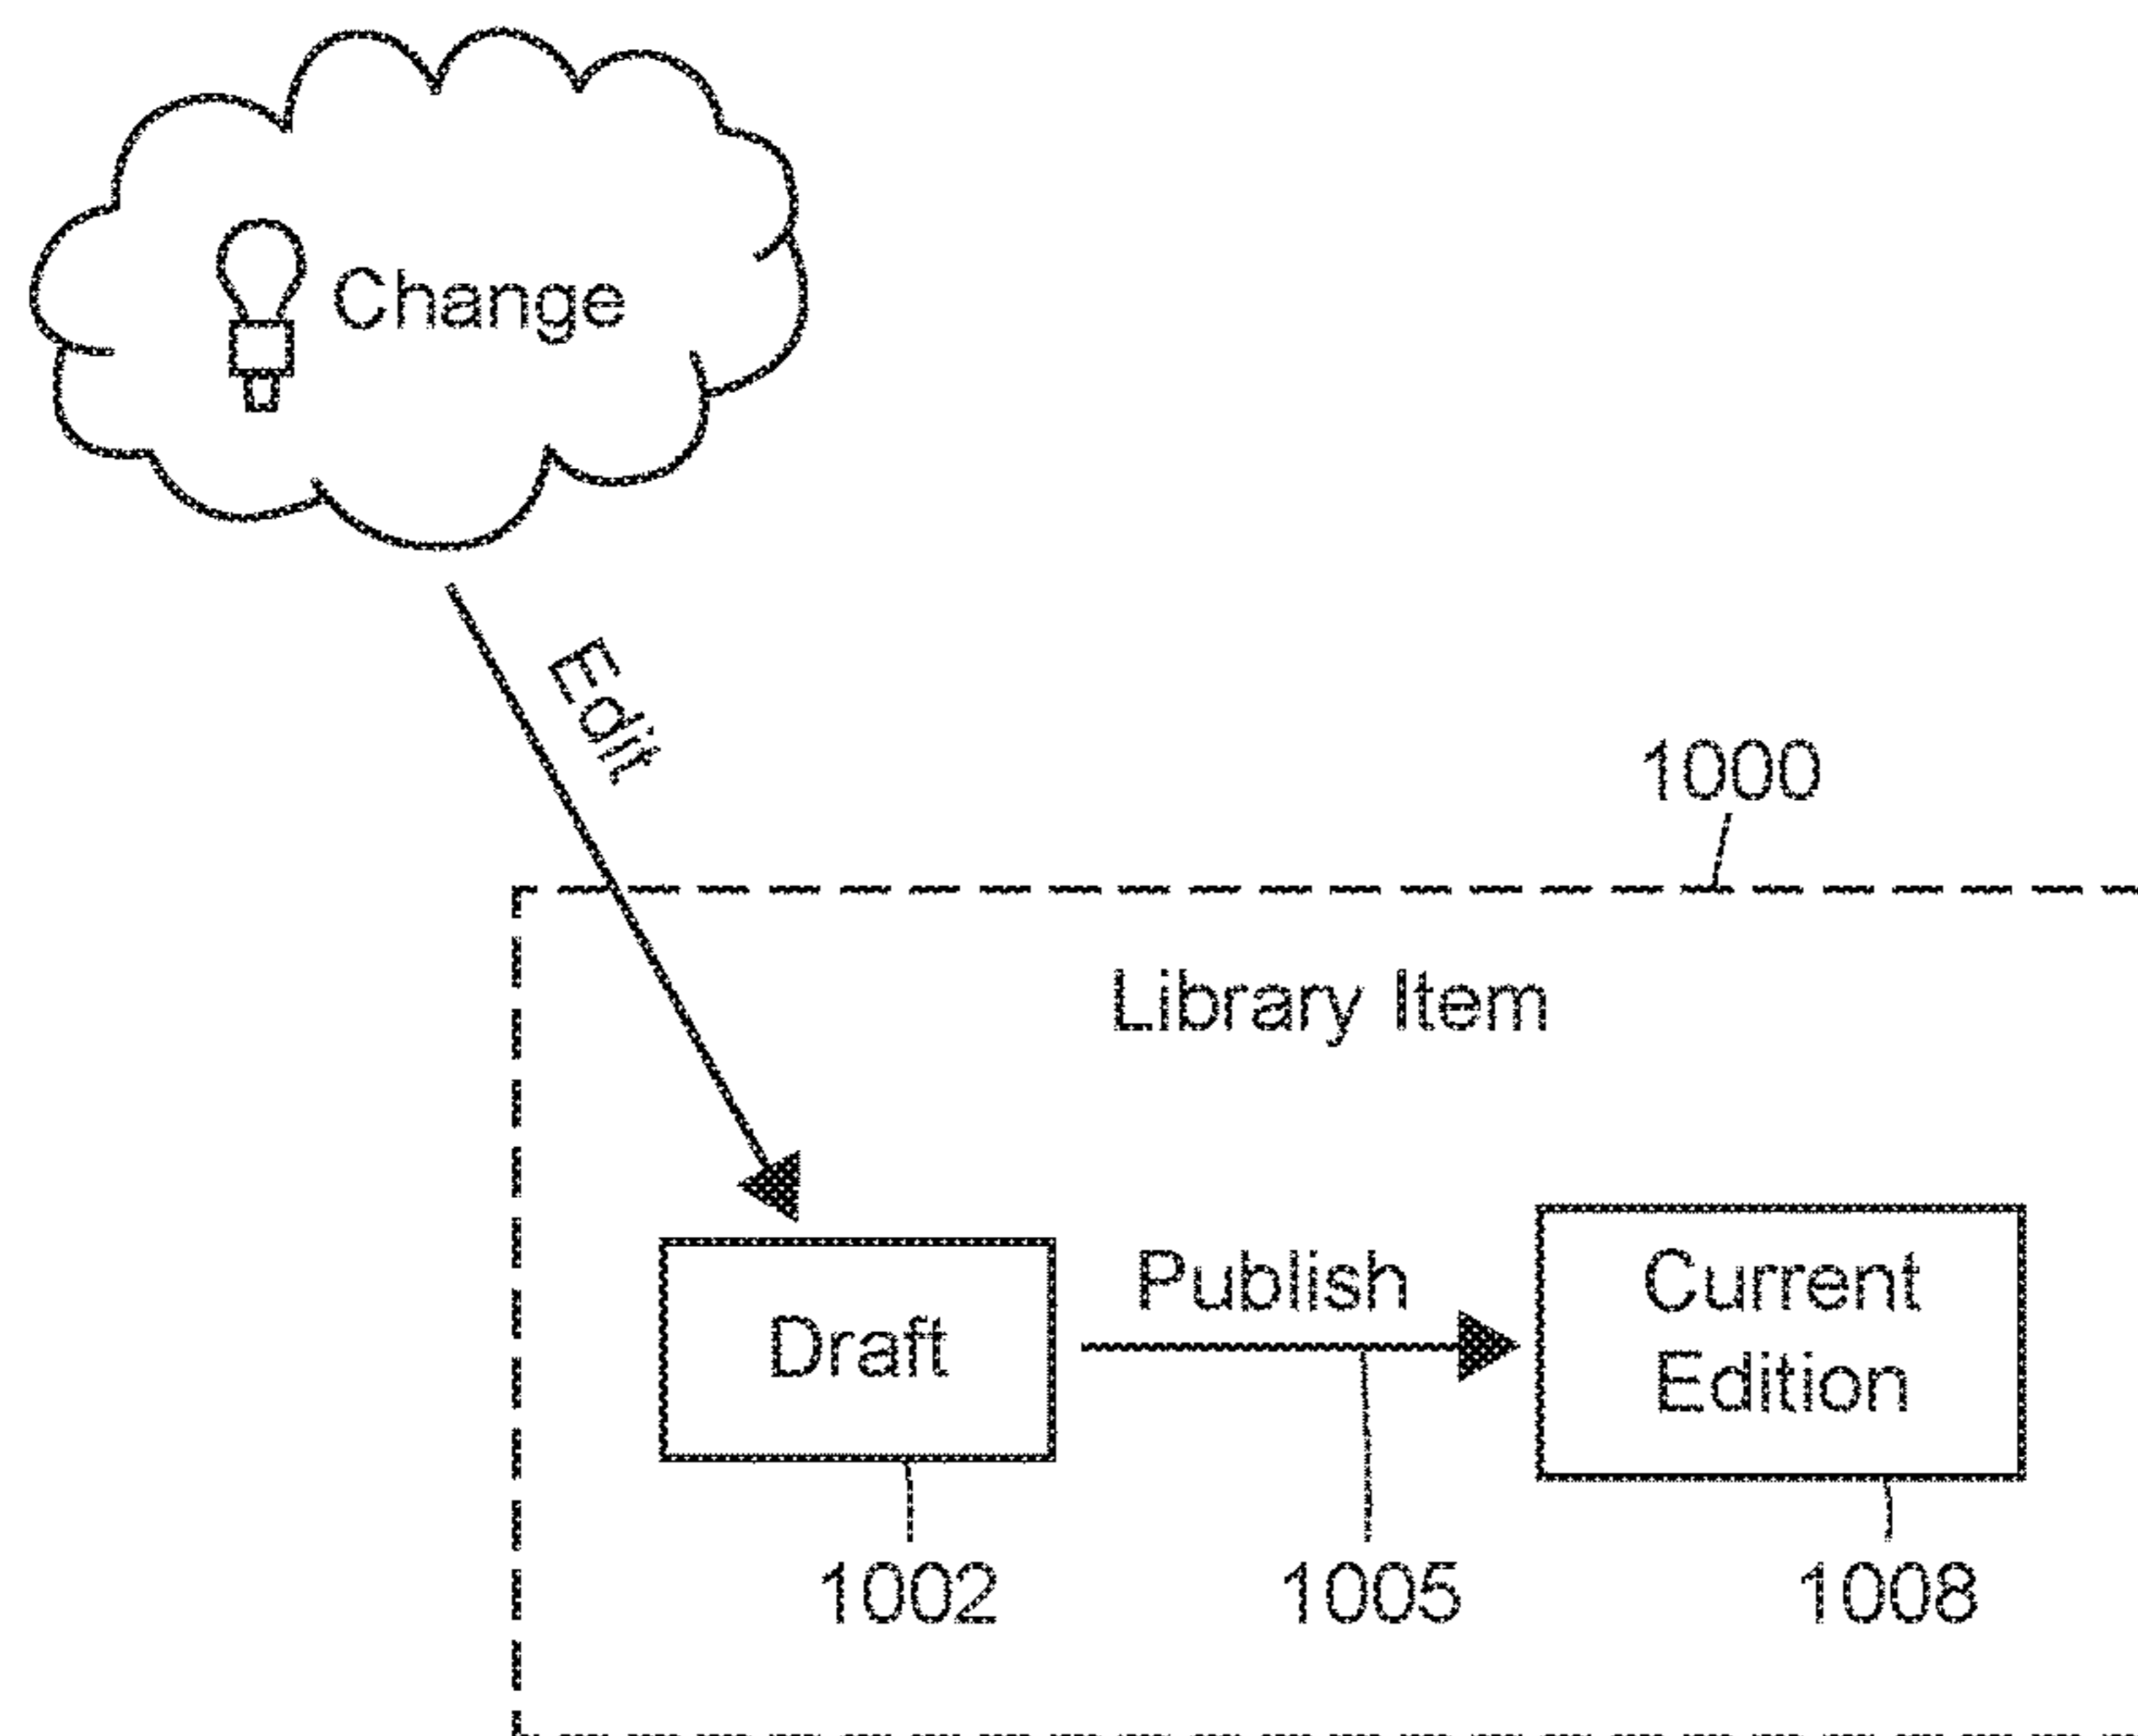 Change
Edit
1000
Library Item
Draft
Publish
Current
Edition
1002
1005
1008